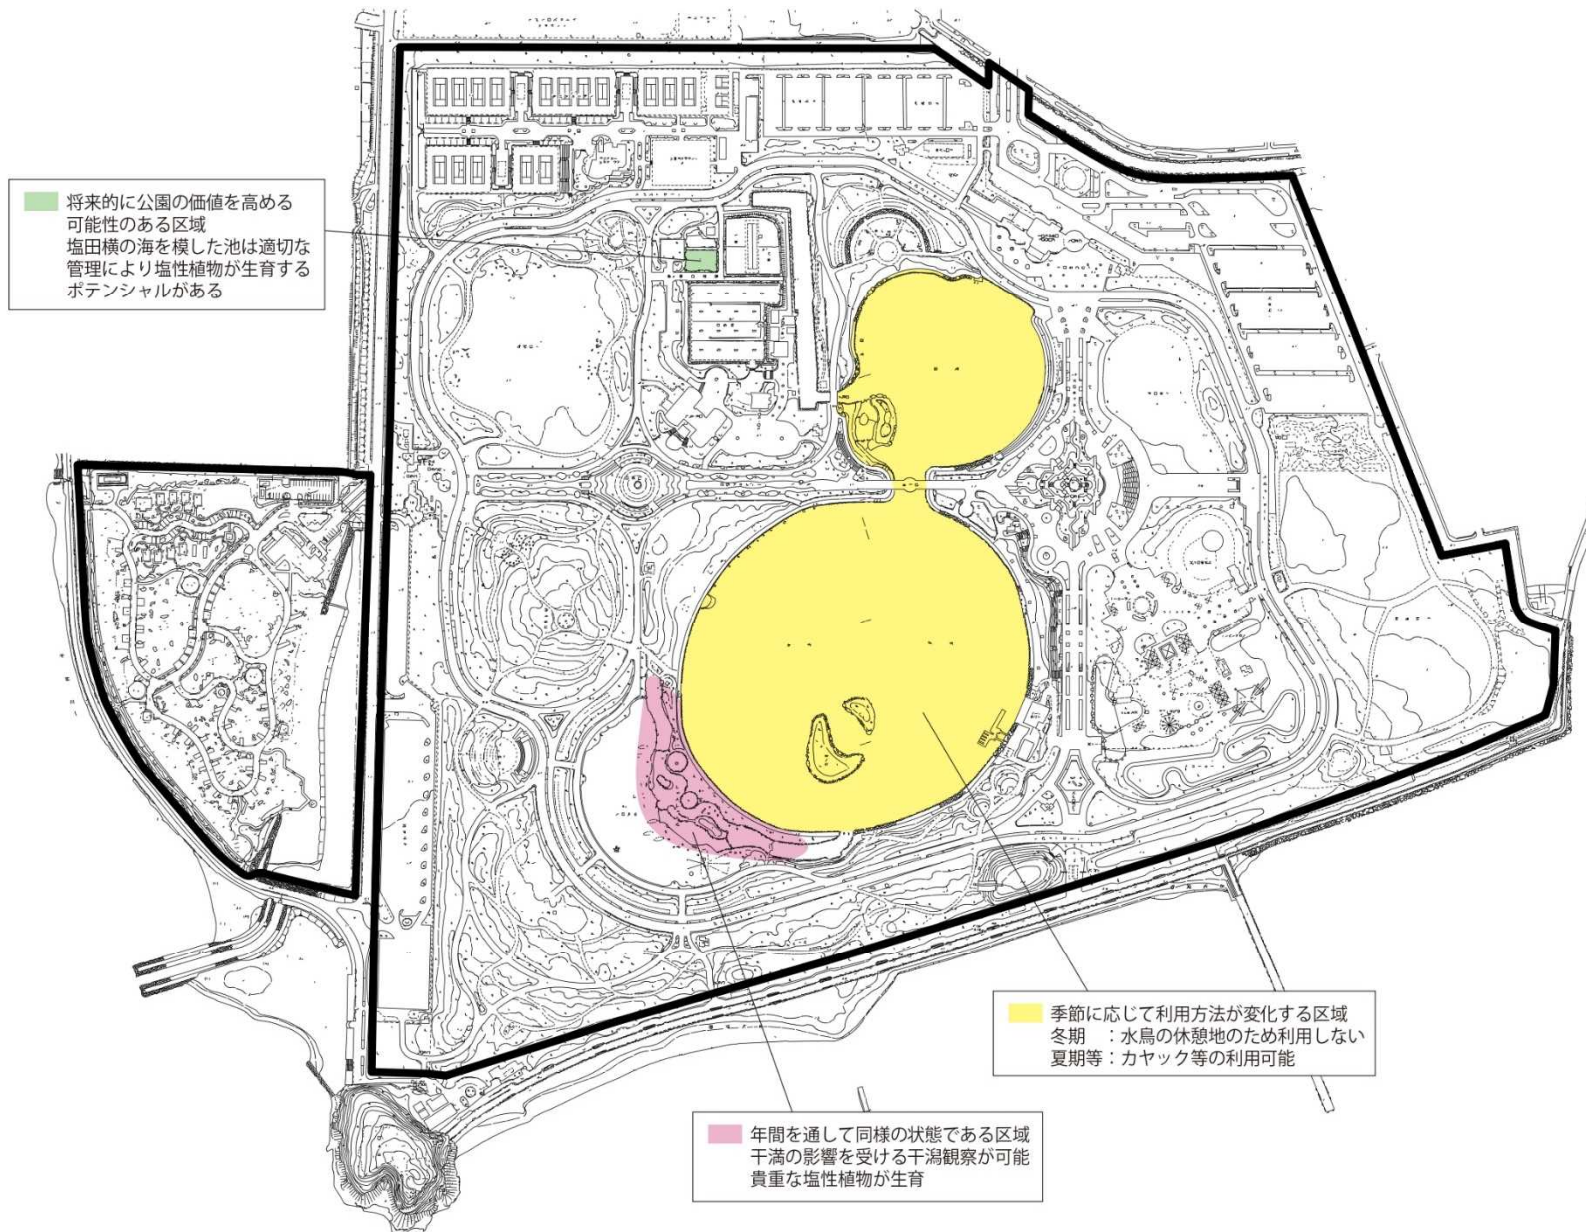 将来的に公園の価値を高める
可能性のある区域
塩田横の海を模した池は適切な
管理により塩性植物が生育する
ポテンシャルがある
季節に応じて利用方法が変化する区域
冬期　：水鳥の休憩地のため利用しない
夏期等：カヤック等の利用可能
年間を通して同様の状態である区域
干満の影響を受ける干潟観察が可能
貴重な塩性植物が生育